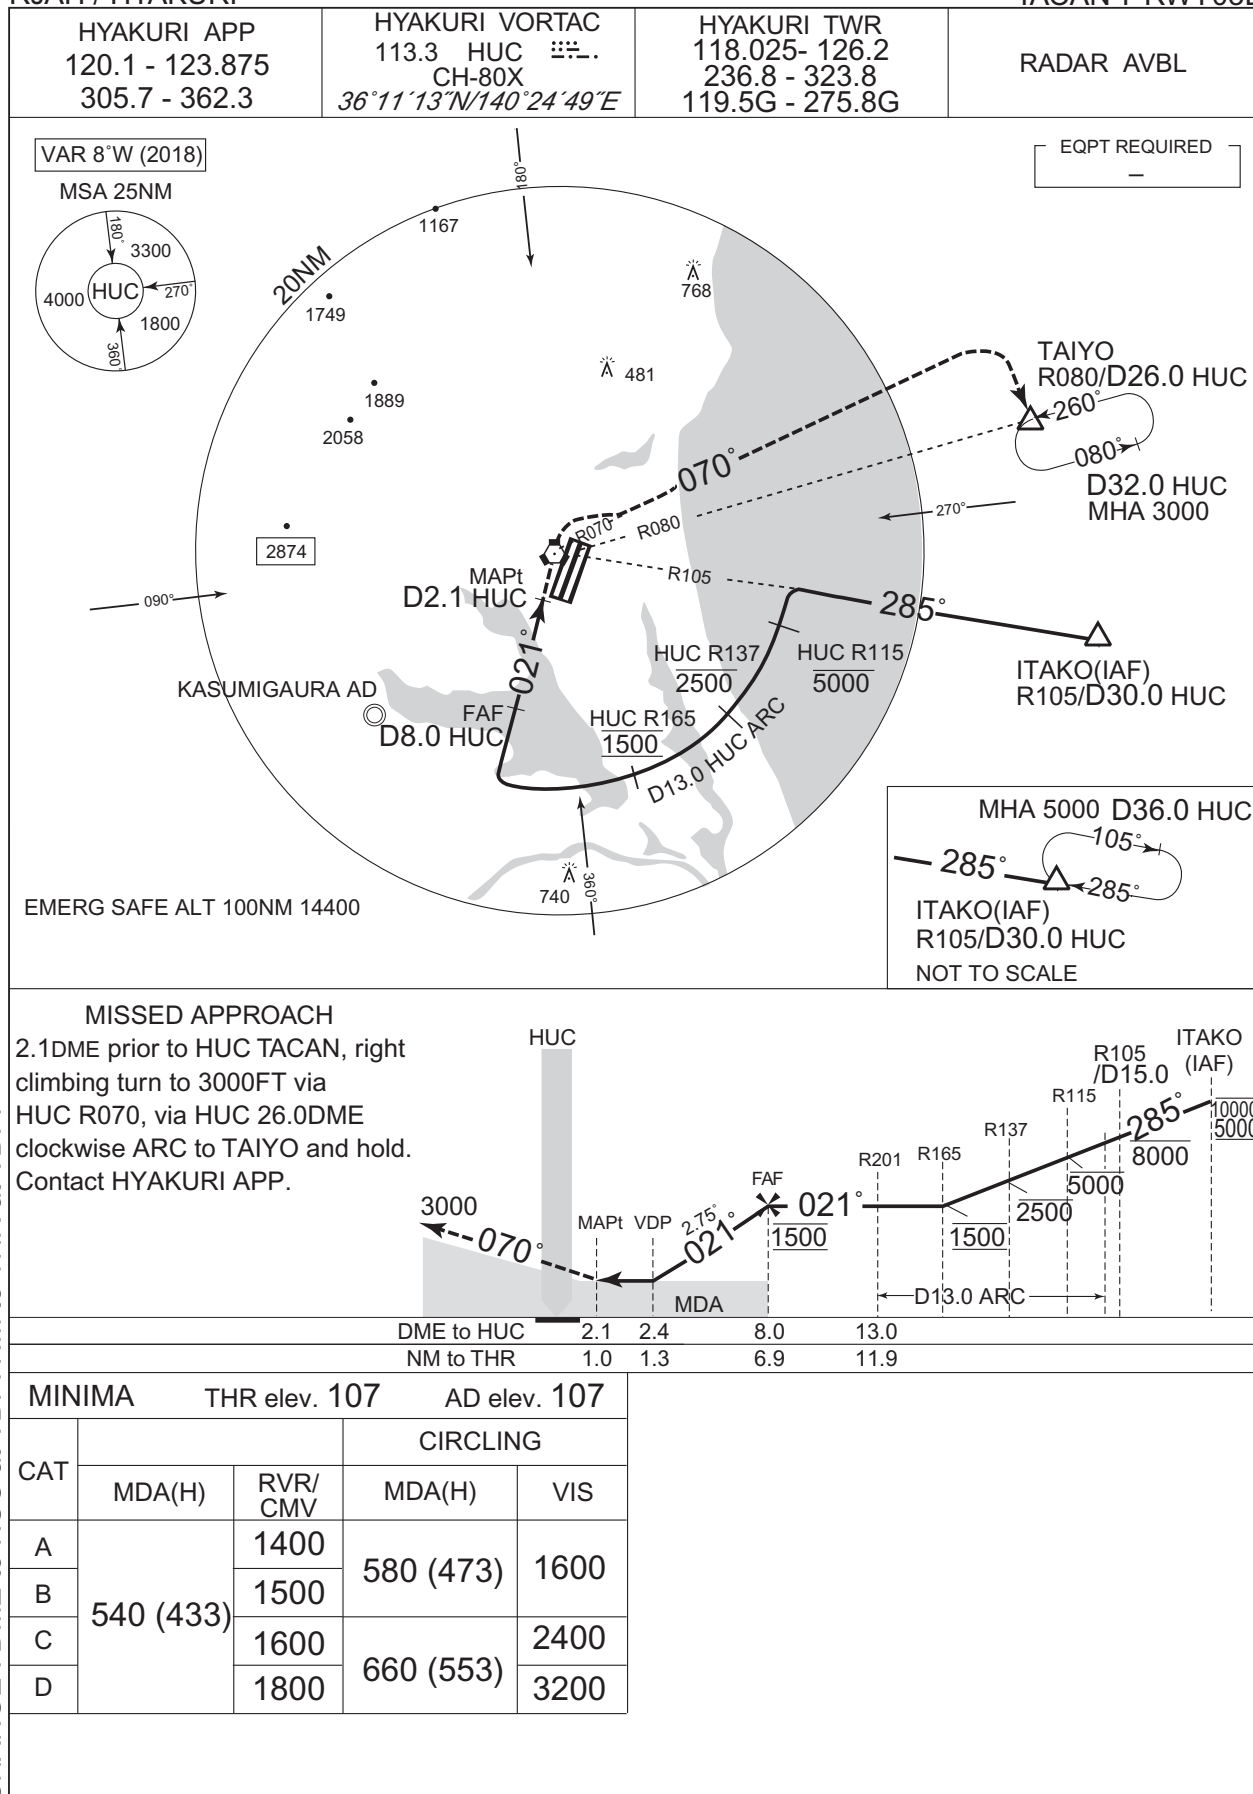 HYAKURI APP
120.1 - 123.875
305.7 - 362.3
HYAKURI VORTAC
113.3 HUC
CH-80X
36°11´13˝N/140°24´49˝E
HYAKURI TWR
118.025- 126.2
236.8 - 323.8
119.5G - 275.8G
RADAR AVBL
VAR 8°W (2018)
MSA 25NM
180°
3300
4000
HUC
270°
1800
360°
EQPT REQUIRED
–
180°
1167
20NM
1749
768
481
1889
2058
2874
TAIYO
R080/D26.0 HUC
260°
080°
D32.0 HUC
MHA 3000
070°
R070
R080
270°
R105
285°
MAPt
D2.1 HUC
090°
021°
HUC R137
2500
HUC R115
5000
ITAKO(IAF)
R105/D30.0 HUC
KASUMIGAURA AD
FAF
D8.0 HUC
HUC R165
1500
D13.0 HUC ARC
740
360°
EMERG SAFE ALT 100NM 14400
MHA 5000 D36.0 HUC
105°
285°
285°
ITAKO(IAF)
R105/D30.0 HUC
NOT TO SCALE
MISSED APPROACH
2.1DME prior to HUC TACAN, right
climbing turn to 3000FT via
HUC R070, via HUC 26.0DME
clockwise ARC to TAIYO and hold.
Contact HYAKURI APP.
HUC
R105
/D15.0
ITAKO
(IAF)
R115
R137
R165
R201
FAF
285°
10000
5000
8000
5000
2500
1500
021°
1500
3000
070°
MAPt VDP
2.75°
021°
MDA
D13.0 ARC
DME to HUC 2.1 2.4 8.0 13.0
NM to THR 1.0 1.3 6.9 11.9
MINIMA THR elev. 107 AD elev. 107
CAT
CIRCLING
MDA(H) RVR/CMV MDA(H) VIS
A 1400
B 1500
540 (433)
580 (473) 1600
C 1600 2400
D 1800 3200
660 (553)